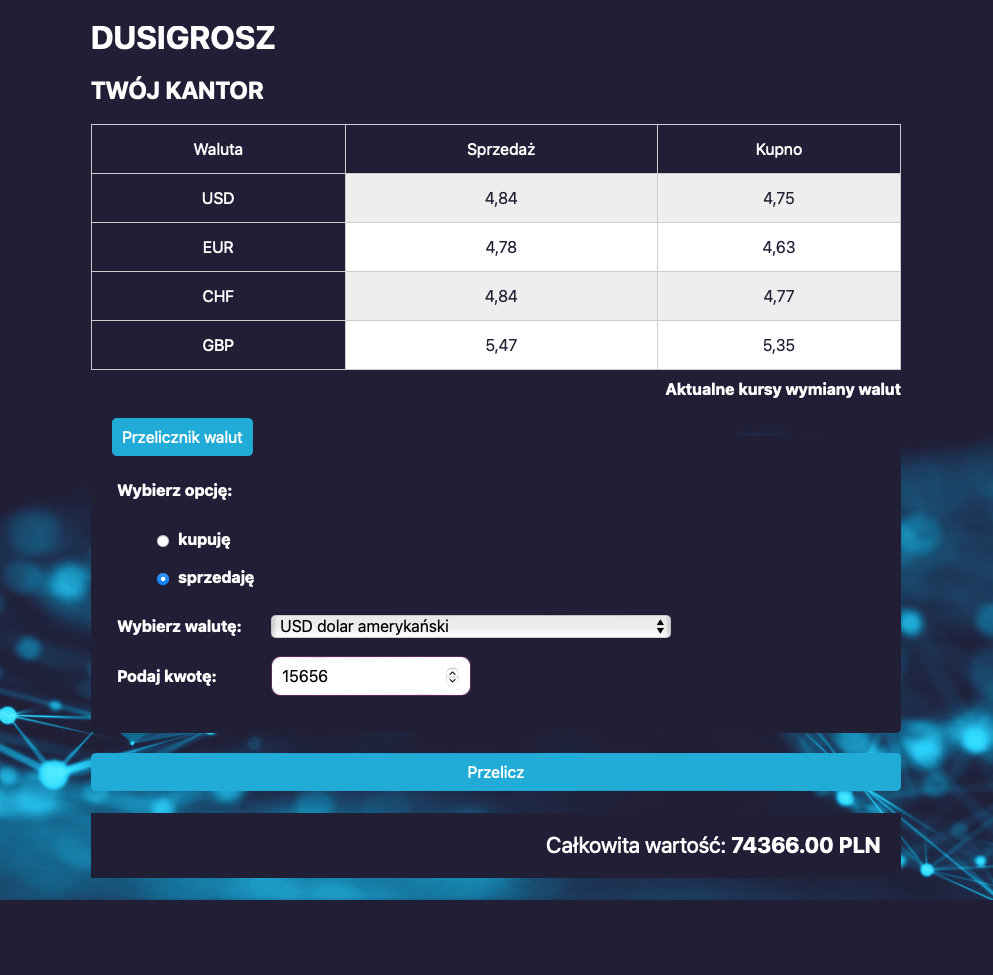 DUSIGROSZ
TWÓJ KANTOR
Waluta Sprzedaż Kupno
USD 4,84 4,75
EUR 4,78 4,63
CHF 4,84 4,77
GBP 5,47 5,35
Aktualne kursy wymiany walut
Przelicznik walut
Wybierz opcję:
kupuję
sprzedaję
Wybierz walutę: USD dolar amerykański
Podaj kwotę: 15656
Przelicz
Całkowita wartość: 74366.00 PLN